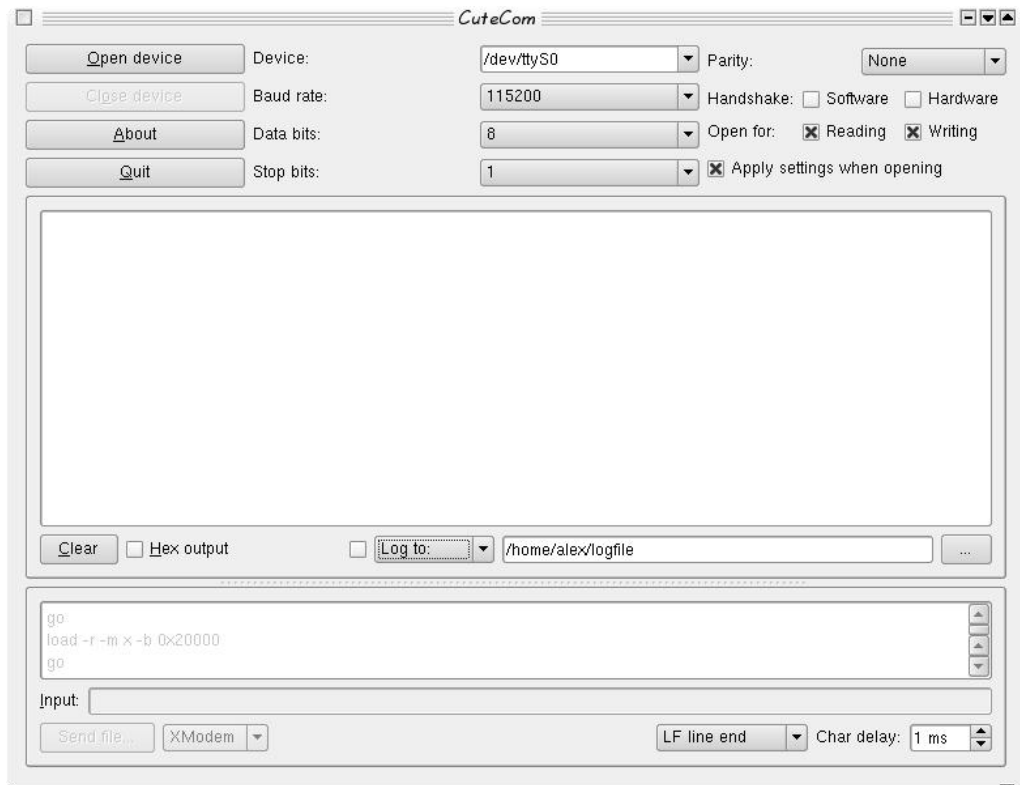 CuteCom
Open device Device: /dev/ttyS0 Parity: None
Close device Baud rate: 115200 Handshake: Software Hardware
About Data bits: 8 Open for: Reading Writing
Quit Stop bits: 1 Apply settings when opening
Clear Hex output Log to: /home/alex/logfile ...
go
load -r -m x -b 0x20000
go
Input:
Send file... XModem LF line end Char delay: 1 ms